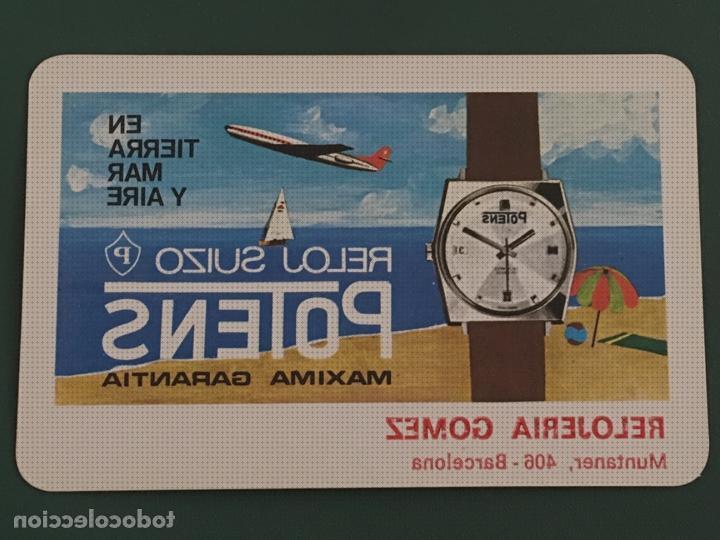 EN
TIERRA
MAR
Y AIRE
POTENS
RELOJ SUIZO
P
POTENS
MAXIMA GARANTIA
RELOJERIA GOMEZ
Muntaner, 406 - Barcelona
todocoleccion